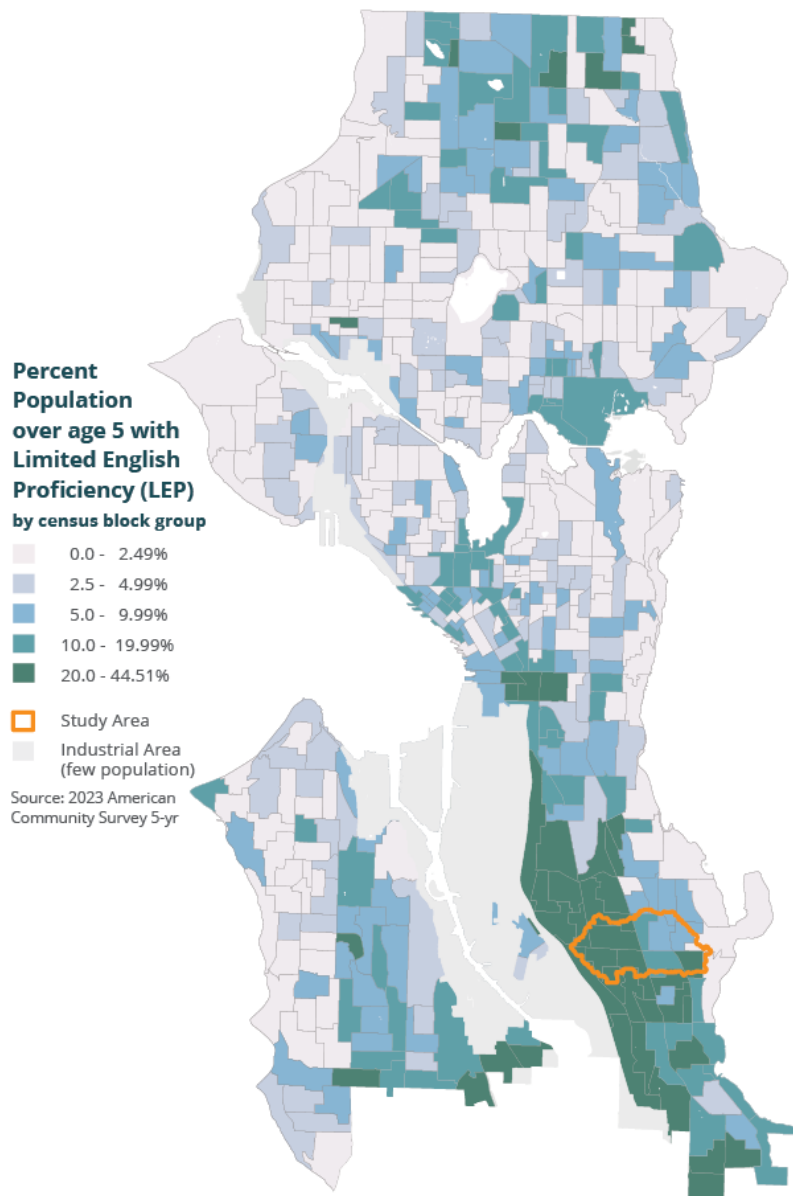 Percent
Population
over age 5 with
Limited English
Proficiency (LEP)
by census block group
0.0 - 2.49%
2.5 - 4.99%
5.0 - 9.99%
10.0 - 19.99%
20.0 - 44.51%
Study Area
Industrial Area
(few population)
Source: 2023 American
Community Survey 5-yr